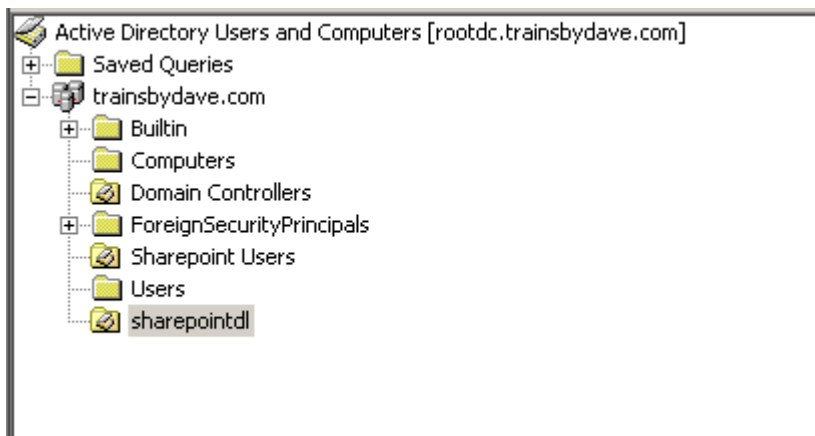 Active Directory Users and Computers [rootdc.trainsbydave.com]
Saved Queries
trainsbydave.com
Builtin
Computers
Domain Controllers
ForeignSecurityPrincipals
Sharepoint Users
Users
sharepointdl